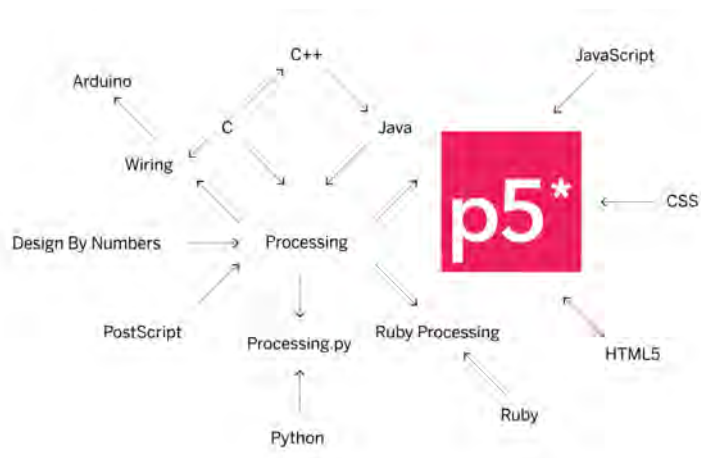 C++
JavaScript
Arduino
C
Java
Wiring
p5*
CSS
Design By Numbers
Processing
PostScript
Processing.py
Ruby Processing
HTML5
Ruby
Python